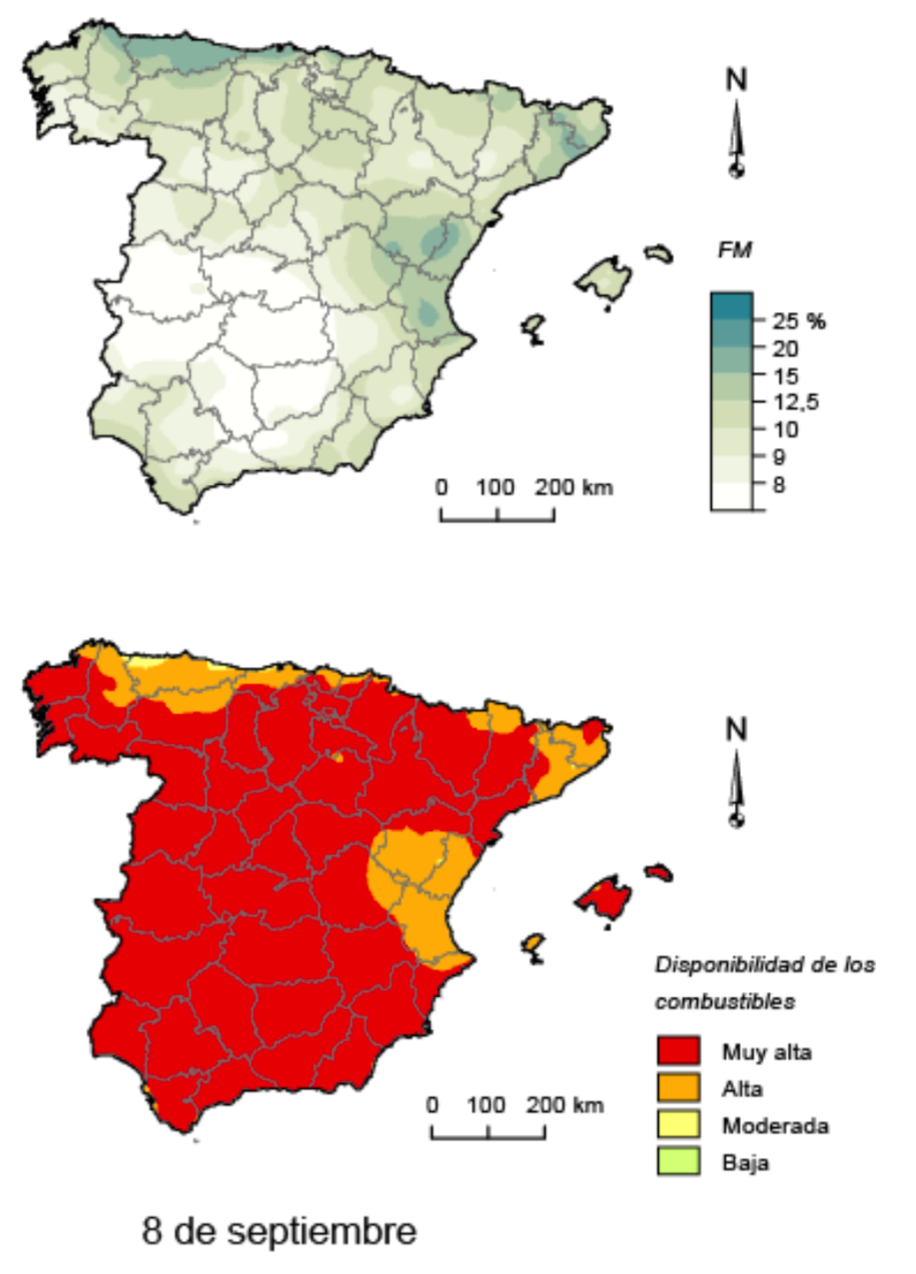 N
FM
25 %
20
15
12,5
10
9
8
0 100 200 km
N
Disponibilidad de los
combustibles
Muy alta
Alta
Moderada
Baja
0 100 200 km
8 de septiembre